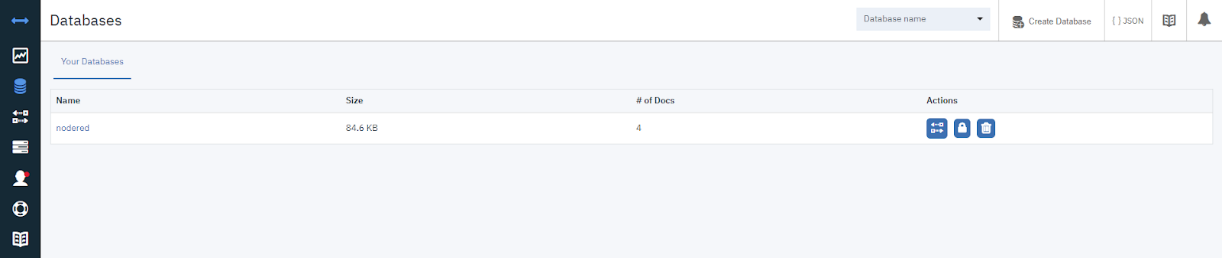 Databases
Database name
Create Database
{ } JSON
Your Databases
Name Size # of Docs Actions
nodered 84.6 KB 4